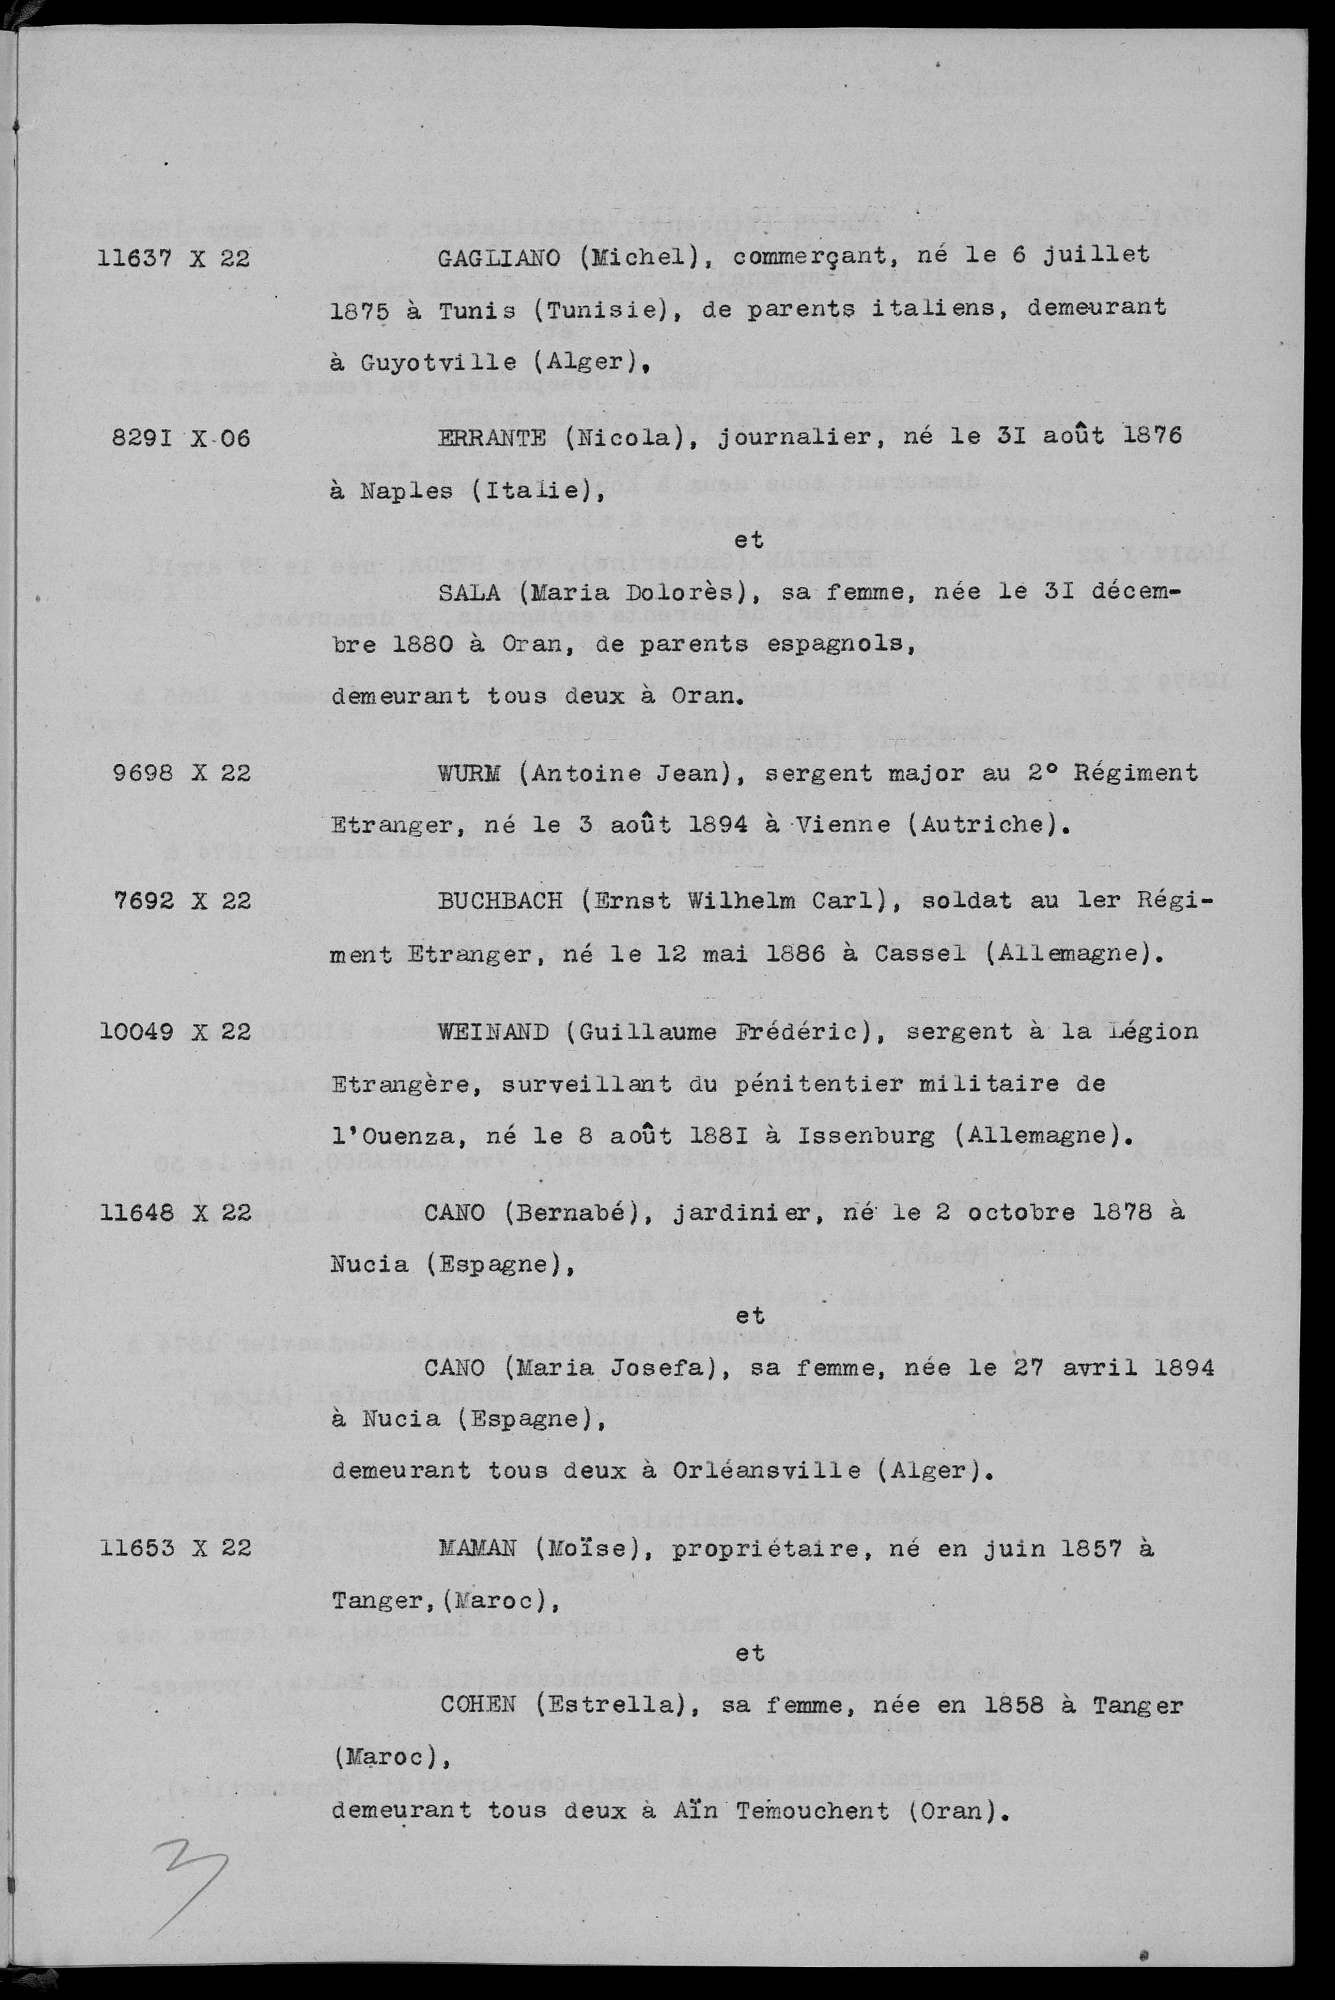 11637 X 22 GAGLIANO (Michel), commerçant, né le 6 juillet
1875 à Tunis (Tunisie), de parents italiens, demeurant
à Guyotville (Alger),
829I X-06 ERRANTE (Nicola), journalier, né le 3I août 1876
à Naples (Italie),
et
SALA (Maria Dolorès), sa femme, née le 3I décem-
bre 1880 à Oran, de parents espagnols,
demeurant tous deux à Oran.
9698 X 22 WURM (Antoine Jean), sergent major au 2° Régiment
Etranger, né le 3 août 1894 à Vienne (Autriche).
7692 X 22 BUCHBACH (Ernst Wilhelm Carl), soldat au 1er Régi-
ment Etranger, né le 12 mai 1886 à Cassel (Allemagne).
10049 X 22 WEINAND (Guillaume Frédéric), sergent à la Légion
Etrangère, surveillant du pénitentier militaire de
l'Ouenza, né le 8 août 188I à Issenburg (Allemagne).
11648 X 22 CANO (Bernabé), jardinier, né le 2 octobre 1878 à
Nucia (Espagne),
et
CANO (Maria Josefa), sa femme, née le 27 avril 1894
à Nucia (Espagne),
demeurant tous deux à Orléansville (Alger).
11653 X 22 MAMAN (Moïse), propriétaire, né en juin 1857 à
Tanger, (Maroc),
et
COHEN (Estrella), sa femme, née en 1858 à Tanger
(Maroc),
demeurant tous deux à Aïn Temouchent (Oran).
3